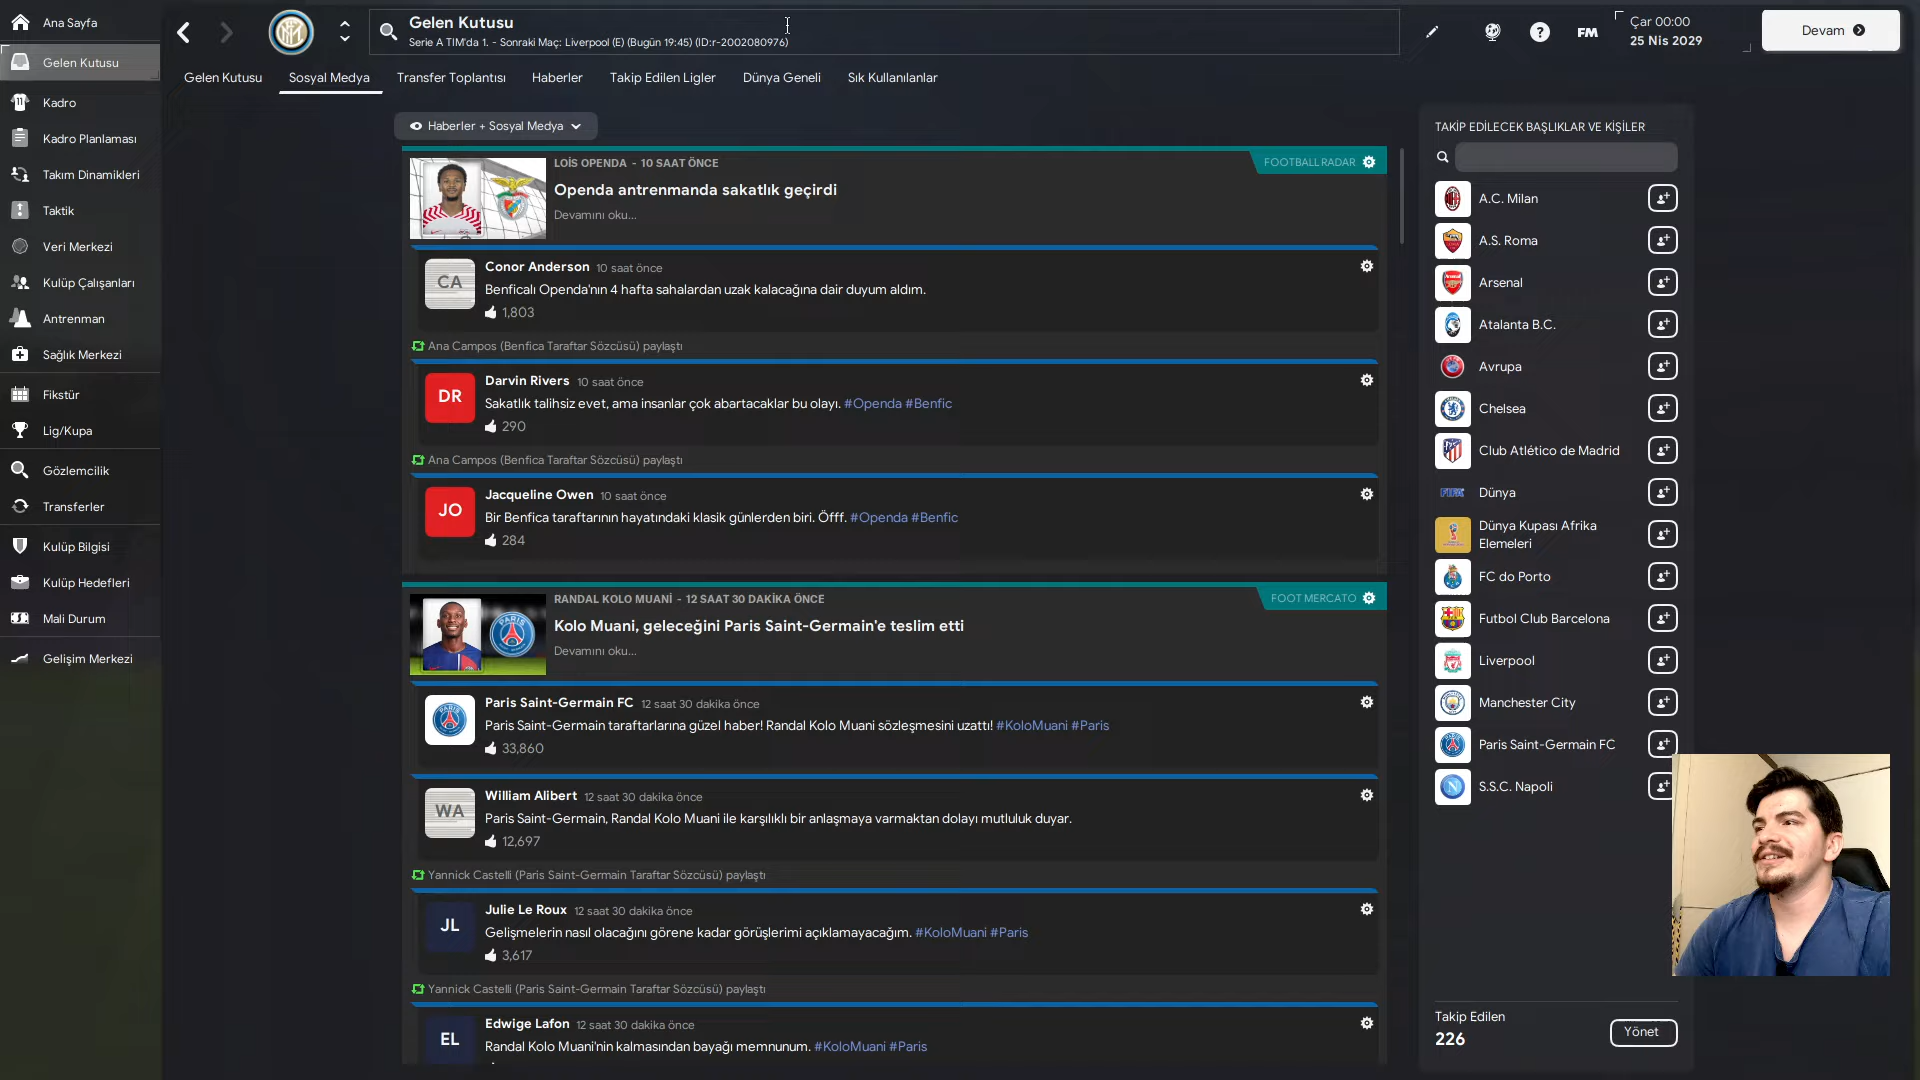 Ana Sayfa
Gelen Kutusu
Kadro
Kadro Planlaması
Takım Dinamikleri
Taktik
Veri Merkezi
Kulüp Çalışanları
Antrenman
Sağlık Merkezi
Fikstür
Lig/Kupa
Gözlemcilik
Transferler
Kulüp Bilgisi
Kulüp Hedefleri
Mali Durum
Gelişim Merkezi
Gelen Kutusu
Serie A TIM'da 1. - Sonraki Maç: Liverpool (E) (Bugün 19:45) (ID:r-2002080976)
FM
Çar 00:00
25 Nis 2029
Devam
Gelen Kutusu Sosyal Medya Transfer Toplantısı Haberler Takip Edilen Ligler Dünya Geneli Sık Kullanılanlar
Haberler + Sosyal Medya
LOİS OPENDA - 10 SAAT ÖNCE
FOOTBALL RADAR
Openda antrenmanda sakatlık geçirdi
Devamını oku...
CA
Conor Anderson 10 saat önce
Benficalı Openda'nın 4 hafta sahalardan uzak kalacağına dair duyum aldım.
1,803
Ana Campos (Benfica Taraftar Sözcüsü) paylaştı
DR
Darvin Rivers 10 saat önce
Sakatlık talihsiz evet, ama insanlar çok abartacaklar bu olayı. #Openda #Benfic
290
Ana Campos (Benfica Taraftar Sözcüsü) paylaştı
JO
Jacqueline Owen 10 saat önce
Bir Benfica taraftarının hayatındaki klasik günlerden biri. Öfff. #Openda #Benfic
284
RANDAL KOLO MUANİ - 12 SAAT 30 DAKİKA ÖNCE
FOOT MERCATO
Kolo Muani, geleceğini Paris Saint-Germain'e teslim etti
Devamını oku...
Paris Saint-Germain FC 12 saat 30 dakika önce
Paris Saint-Germain taraftarlarına güzel haber! Randal Kolo Muani sözleşmesini uzattı! #KoloMuani #Paris
33,860
WA
William Alibert 12 saat 30 dakika önce
Paris Saint-Germain, Randal Kolo Muani ile karşılıklı bir anlaşmaya varmaktan dolayı mutluluk duyar.
12,697
Yannick Castelli (Paris Saint-Germain Taraftar Sözcüsü) paylaştı
JL
Julie Le Roux 12 saat 30 dakika önce
Gelişmelerin nasıl olacağını görene kadar görüşlerimi açıklamayacağım. #KoloMuani #Paris
3,617
Yannick Castelli (Paris Saint-Germain Taraftar Sözcüsü) paylaştı
EL
Edwige Lafon 12 saat 30 dakika önce
Randal Kolo Muani'nin kalmasından bayağı memnunum. #KoloMuani #Paris
TAKİP EDİLECEK BAŞLIKLAR VE KİŞİLER
A.C. Milan
A.S. Roma
Arsenal
Atalanta B.C.
Avrupa
Chelsea
Club Atlético de Madrid
FIFA
Dünya
Dünya Kupası Afrika
Elemeleri
FC do Porto
Futbol Club Barcelona
Liverpool
Manchester City
Paris Saint-Germain FC
S.S.C. Napoli
Takip Edilen
226
Yönet